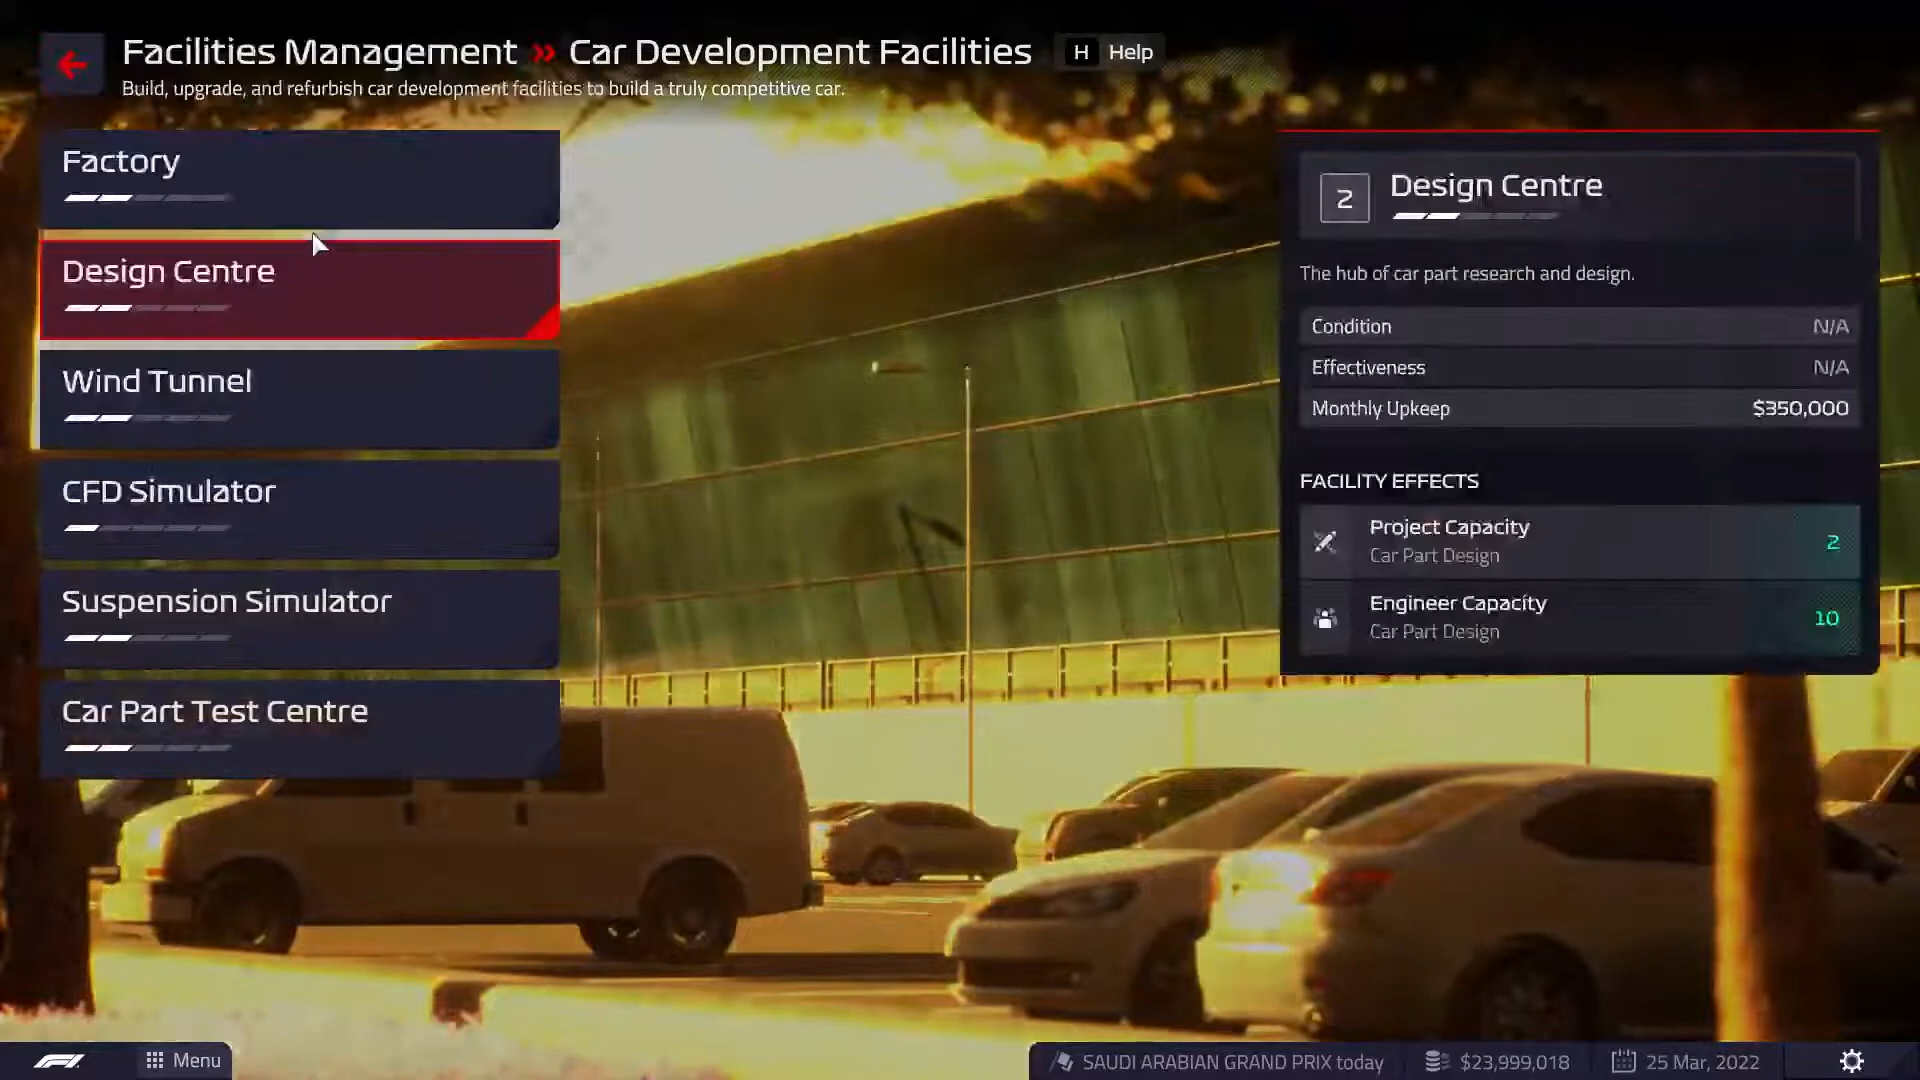 Facilities Management » Car Development Facilities
H Help
Build, upgrade, and refurbish car development facilities to build a truly competitive car.
Factory
Design Centre
Wind Tunnel
CFD Simulator
Suspension Simulator
Car Part Test Centre
2 Design Centre
The hub of car part research and design.
Condition N/A
Effectiveness N/A
Monthly Upkeep $350,000
FACILITY EFFECTS
Project Capacity
Car Part Design
2
Engineer Capacity
Car Part Design
10
F1 Menu SAUDI ARABIAN GRAND PRIX today $23,999,018 25 Mar, 2022